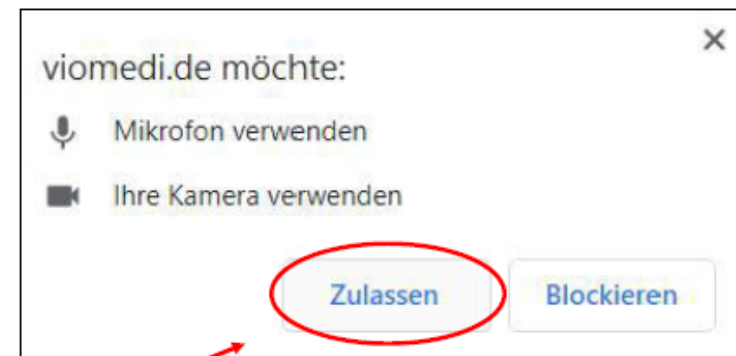 viomedi.de möchte:
Mikrofon verwenden
Ihre Kamera verwenden
Zulassen
Blockieren